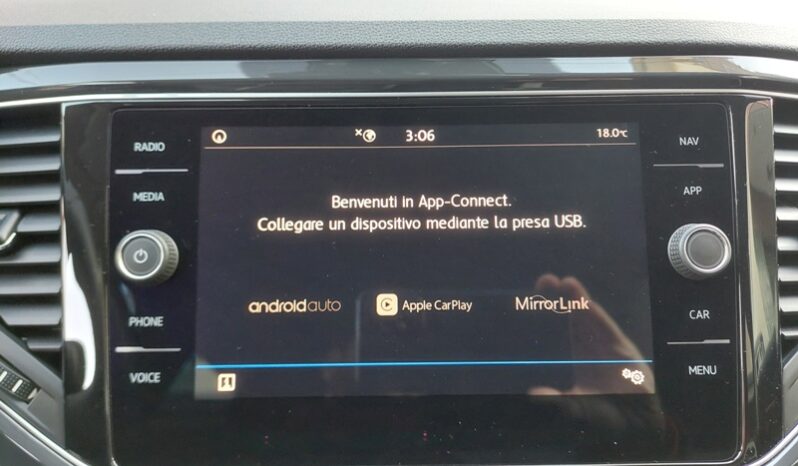 RADIO
MEDIA
PHONE
VOICE
3:06
18.0°C
Benvenuti in App-Connect.
Collegare un dispositivo mediante la presa USB.
androidauto
Apple CarPlay
MirrorLink
NAV
APP
CAR
MENU